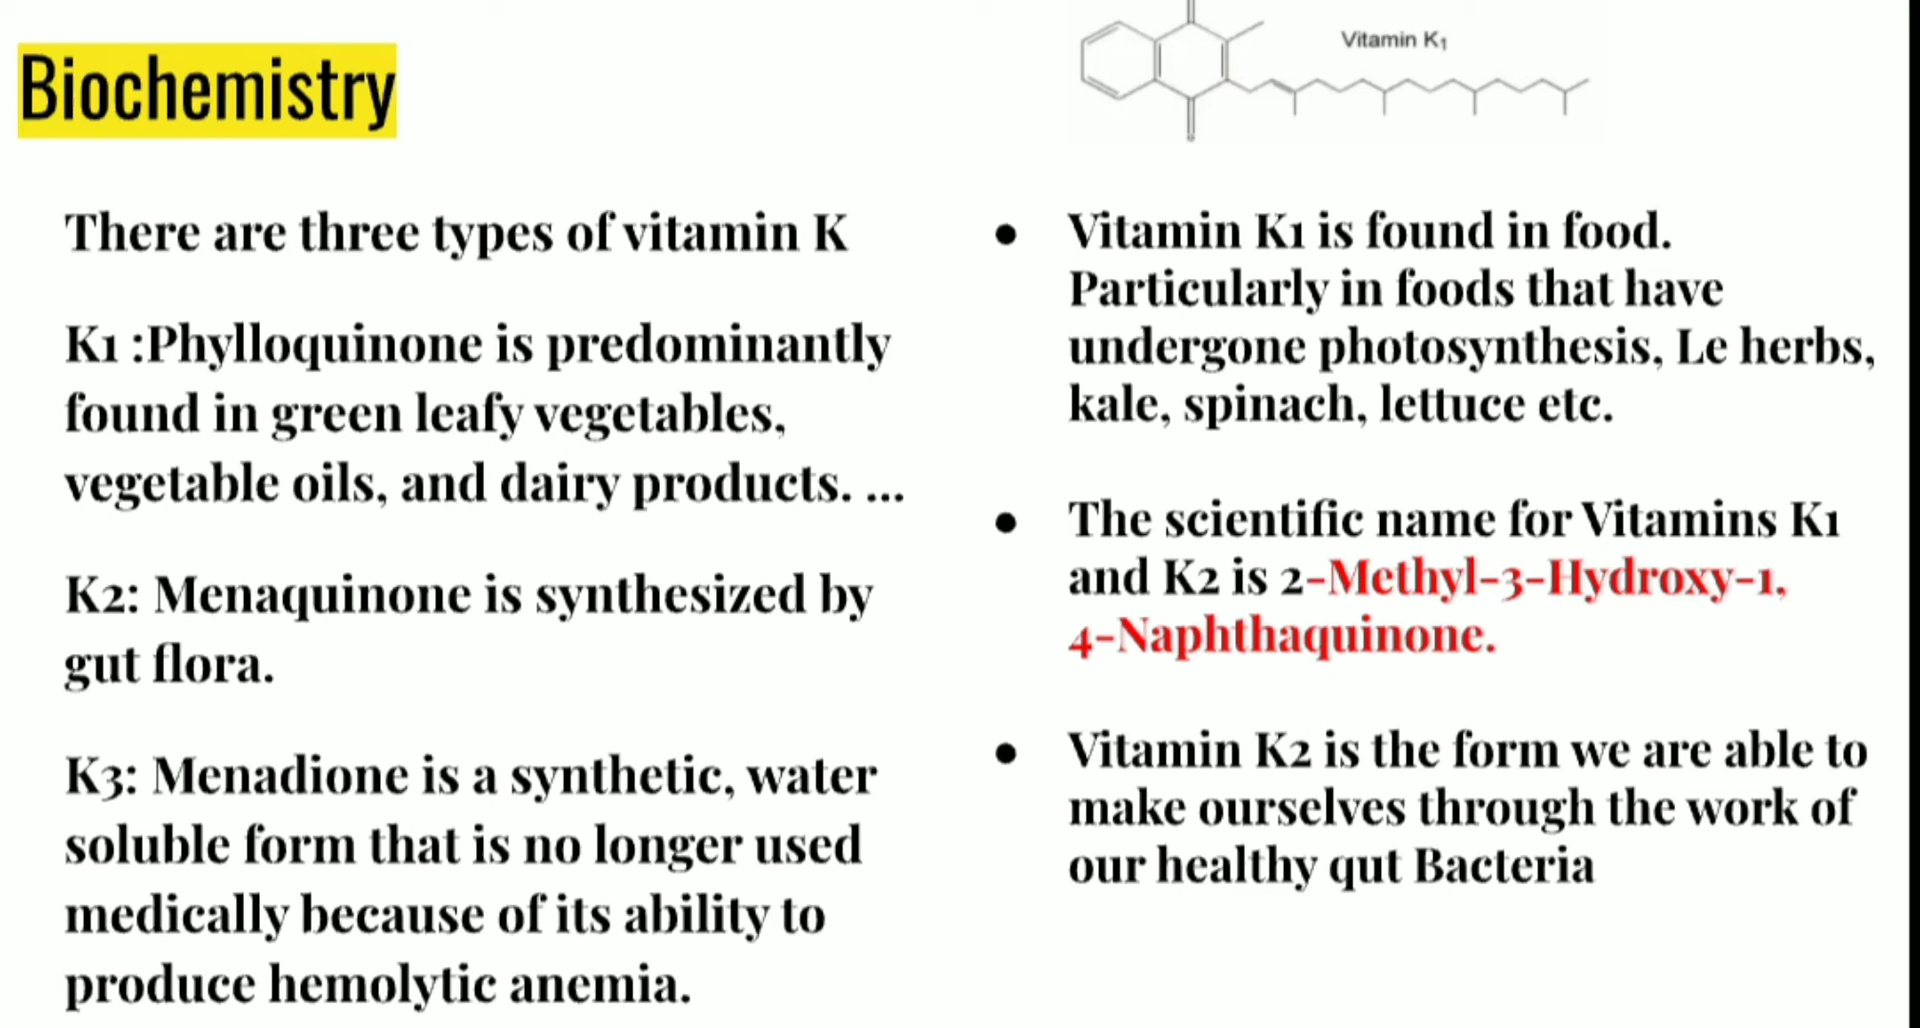 Biochemistry
Vitamin K1
There are three types of vitamin K
K1 :Phylloquinone is predominantly
found in green leafy vegetables,
vegetable oils, and dairy products. ...
K2: Menaquinone is synthesized by
gut flora.
K3: Menadione is a synthetic, water
soluble form that is no longer used
medically because of its ability to
produce hemolytic anemia.
● Vitamin K1 is found in food.
Particularly in foods that have
undergone photosynthesis, Le herbs,
kale, spinach, lettuce etc.
● The scientific name for Vitamins K1
and K2 is 2-Methyl-3-Hydroxy-1,
4-Naphthaquinone.
● Vitamin K2 is the form we are able to
make ourselves through the work of
our healthy qut Bacteria